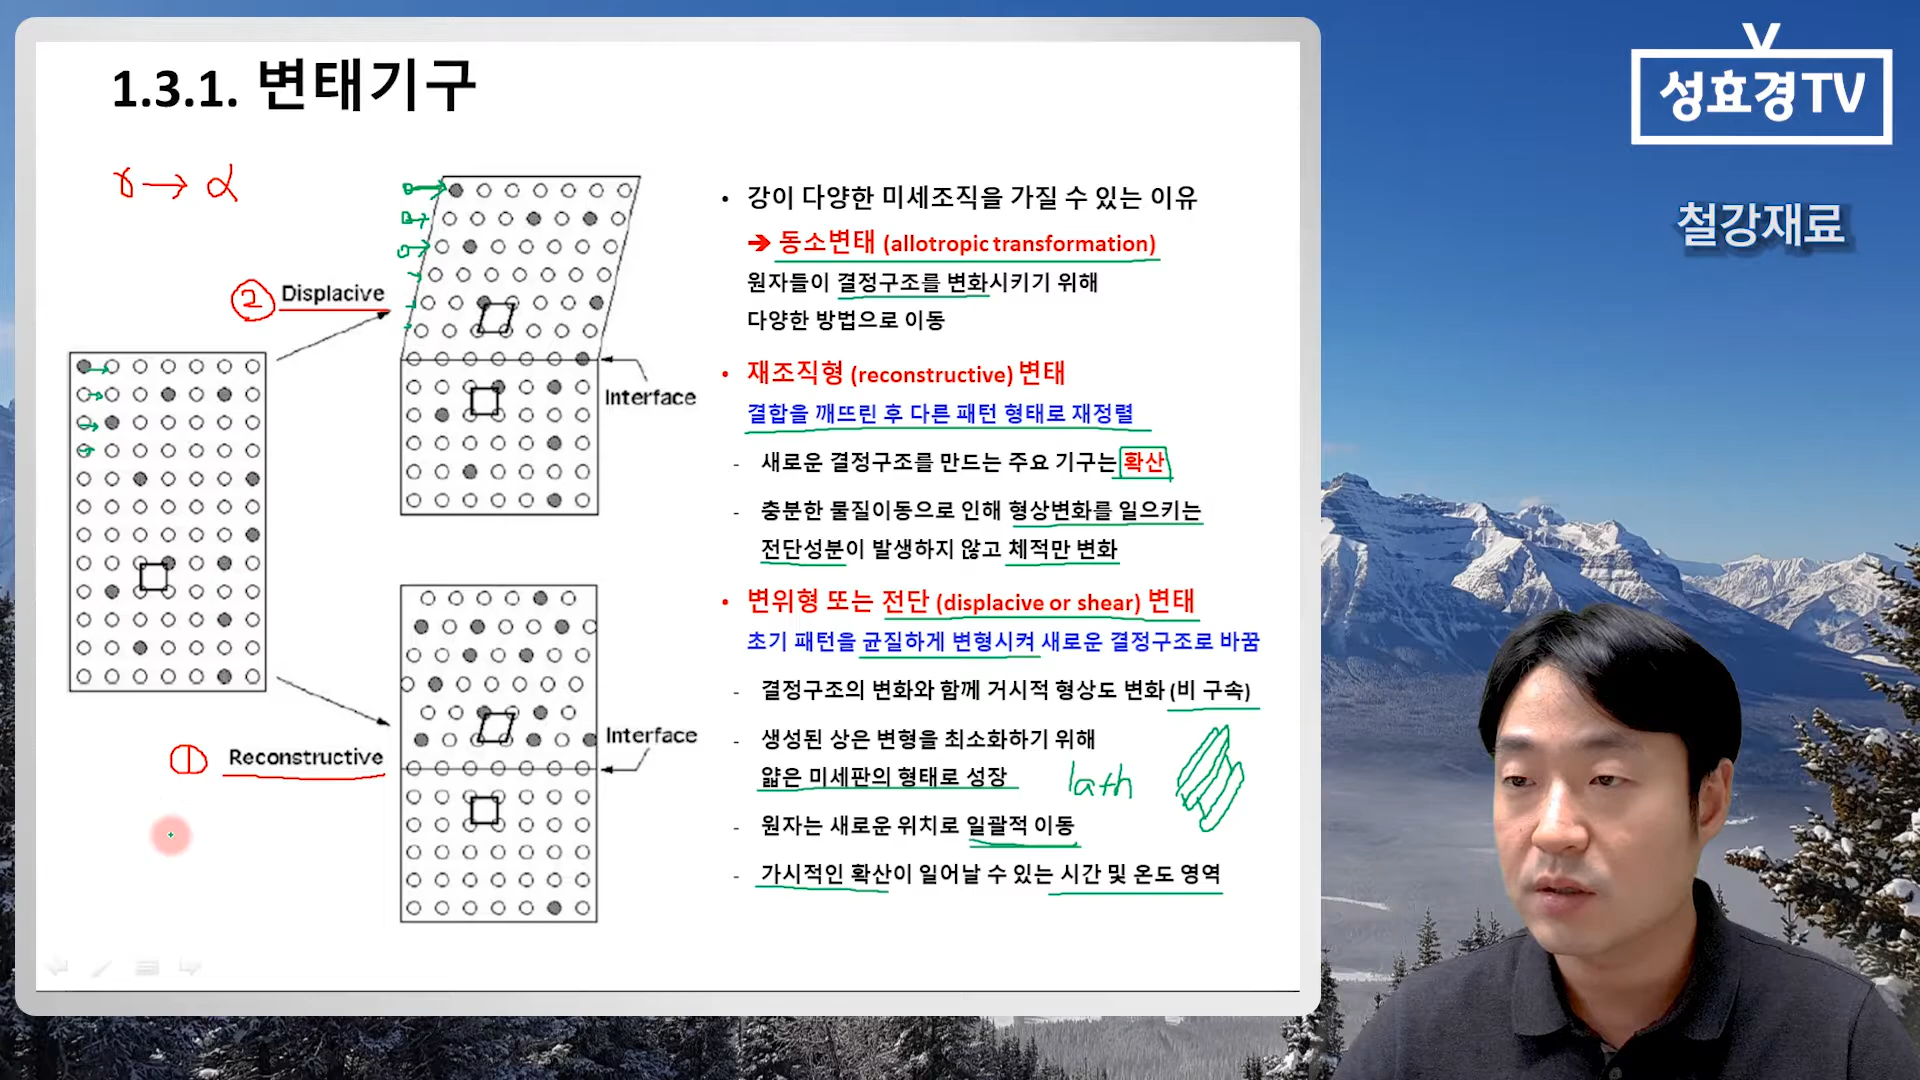 1.3.1. 변태기구
성효경TV
철강재료
γ → α
② Displacive
Interface
① Reconstructive
Interface
• 강이 다양한 미세조직을 가질 수 있는 이유
➔ 동소변태 (allotropic transformation)
원자들이 결정구조를 변화시키기 위해
다양한 방법으로 이동
• 재조직형 (reconstructive) 변태
결합을 깨뜨린 후 다른 패턴 형태로 재정렬
- 새로운 결정구조를 만드는 주요 기구는 확산
- 충분한 물질이동으로 인해 형상변화를 일으키는
전단성분이 발생하지 않고 체적만 변화
• 변위형 또는 전단 (displacive or shear) 변태
초기 패턴을 균질하게 변형시켜 새로운 결정구조로 바꿈
- 결정구조의 변화와 함께 거시적 형상도 변화 (비 구속)
- 생성된 상은 변형을 최소화하기 위해
얇은 미세판의 형태로 성장
lath
- 원자는 새로운 위치로 일괄적 이동
- 가시적인 확산이 일어날 수 있는 시간 및 온도 영역